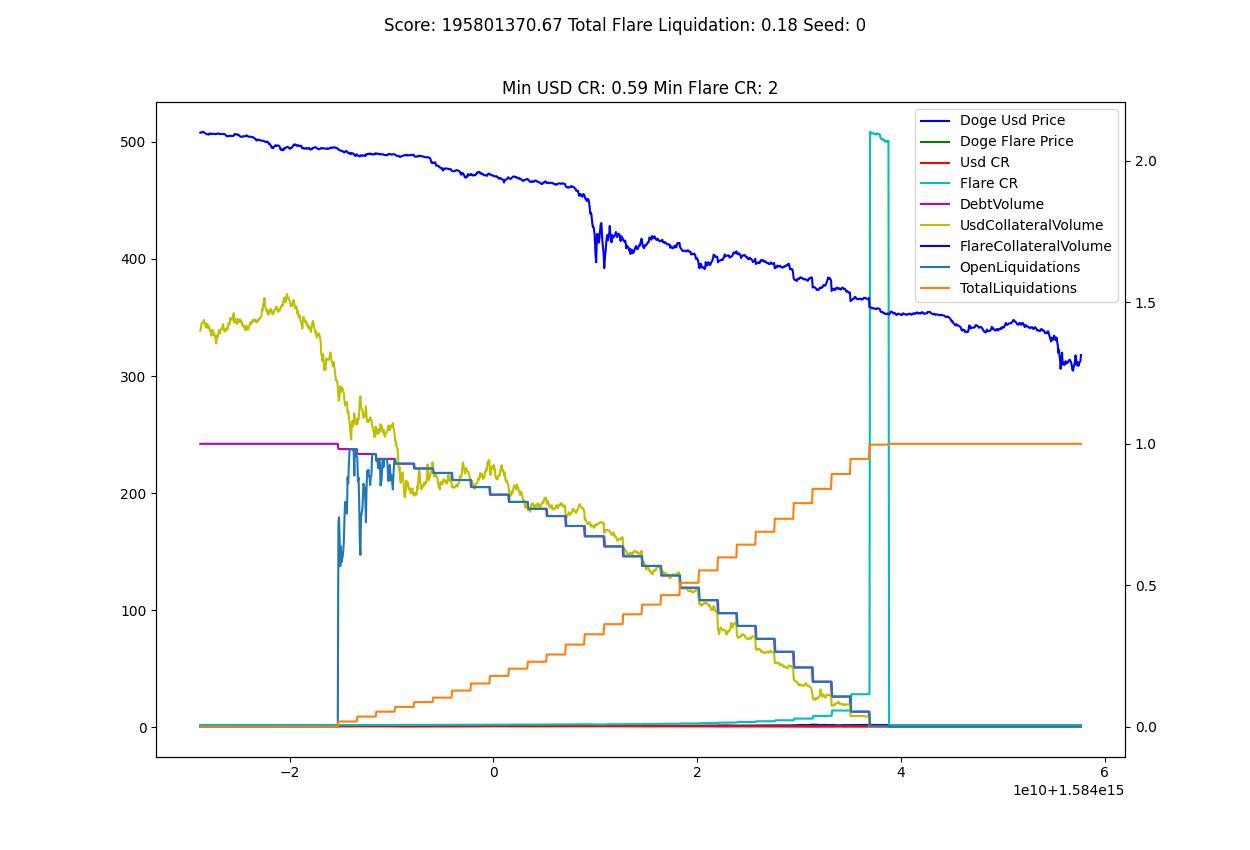 Score: 195801370.67 Total Flare Liquidation: 0.18 Seed: 0
Min USD CR: 0.59 Min Flare CR: 2
Doge Usd Price
Doge Flare Price
Usd CR
Flare CR
DebtVolume
UsdCollateralVolume
FlareCollateralVolume
OpenLiquidations
TotalLiquidations
500
400
300
200
100
0
2.0
1.5
1.0
0.5
0.0
−2
0
2
4
6
1e10+1.584e15